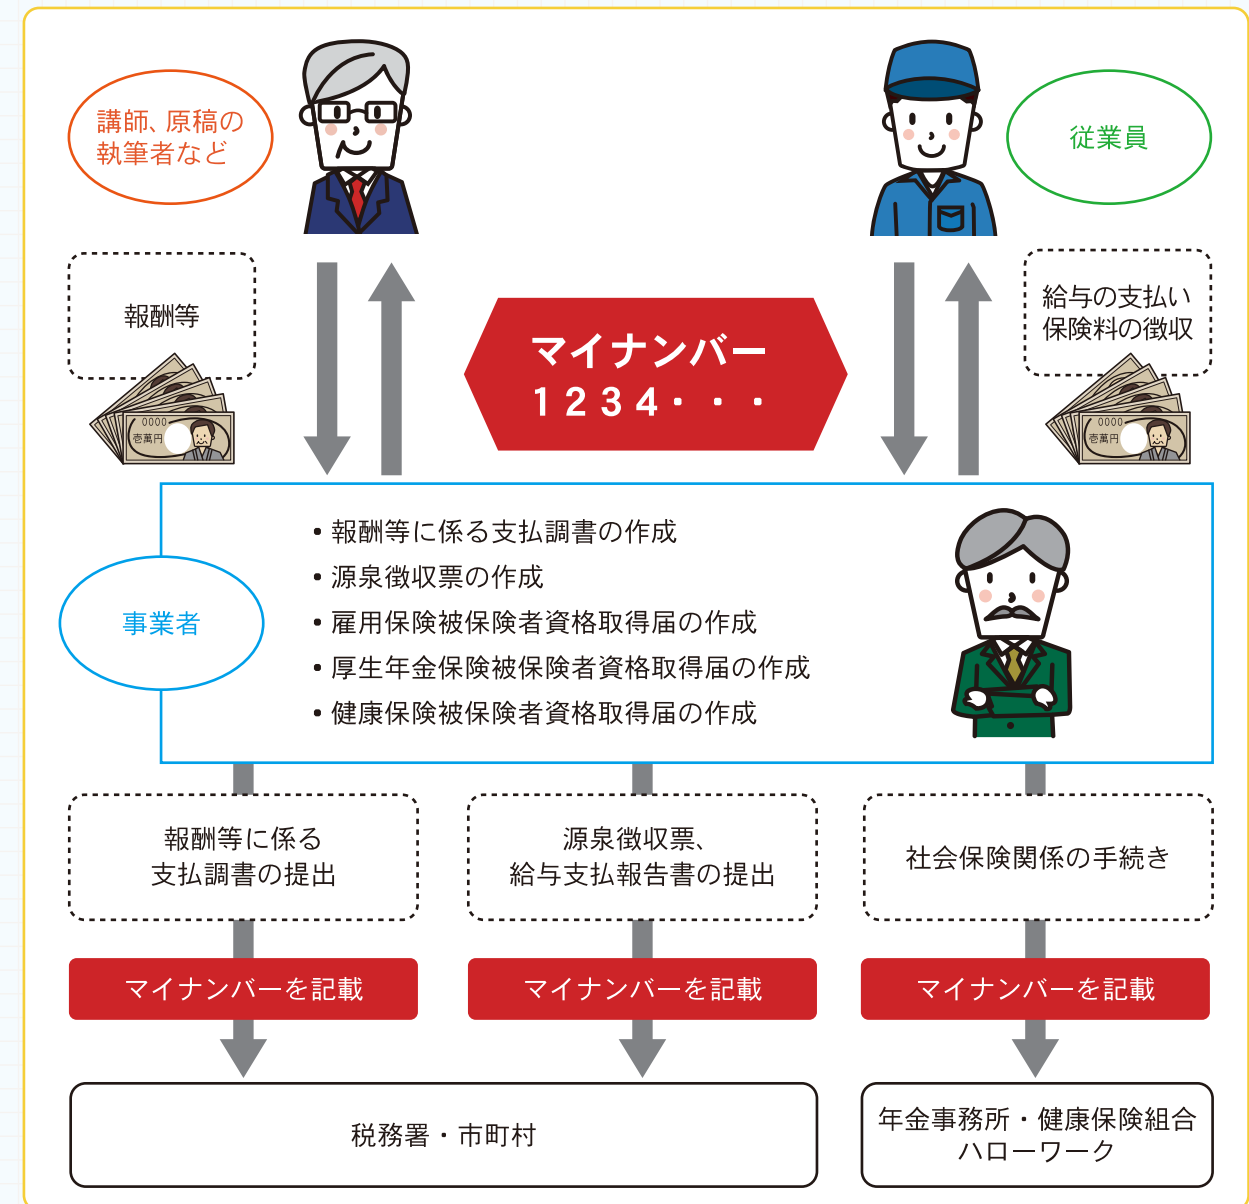 講師、原稿の
執筆者など
従業員
報酬等
給与の支払い
保険料の徴収
マイナンバー
1234・・・
0000
壱萬円
0000
壱萬円
事業者
・報酬等に係る支払調書の作成
・源泉徴収票の作成
・雇用保険被保険者資格取得届の作成
・厚生年金保険被保険者資格取得届の作成
・健康保険被保険者資格取得届の作成
報酬等に係る
支払調書の提出
源泉徴収票、
給与支払報告書の提出
社会保険関係の手続き
マイナンバーを記載
マイナンバーを記載
マイナンバーを記載
税務署・市町村
年金事務所・健康保険組合
ハローワーク